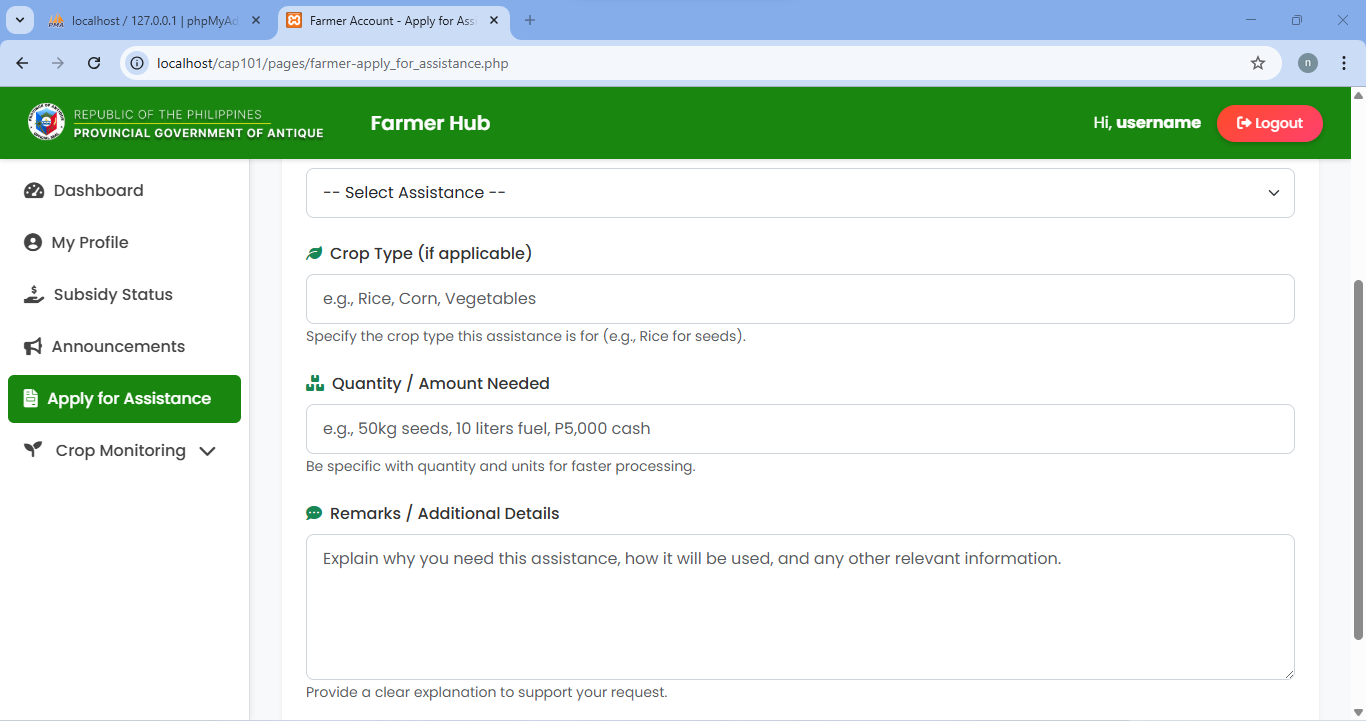 localhost / 127.0.0.1 | phpMyAd
Farmer Account - Apply for Assi
localhost/cap101/pages/farmer-apply_for_assistance.php
n
REPUBLIC OF THE PHILIPPINES
PROVINCIAL GOVERNMENT OF ANTIQUE
Farmer Hub
Hi, username
Logout
Dashboard
My Profile
Subsidy Status
Announcements
Apply for Assistance
Crop Monitoring
-- Select Assistance --
Crop Type (if applicable)
e.g., Rice, Corn, Vegetables
Specify the crop type this assistance is for (e.g., Rice for seeds).
Quantity / Amount Needed
e.g., 50kg seeds, 10 liters fuel, P5,000 cash
Be specific with quantity and units for faster processing.
Remarks / Additional Details
Explain why you need this assistance, how it will be used, and any other relevant information.
Provide a clear explanation to support your request.